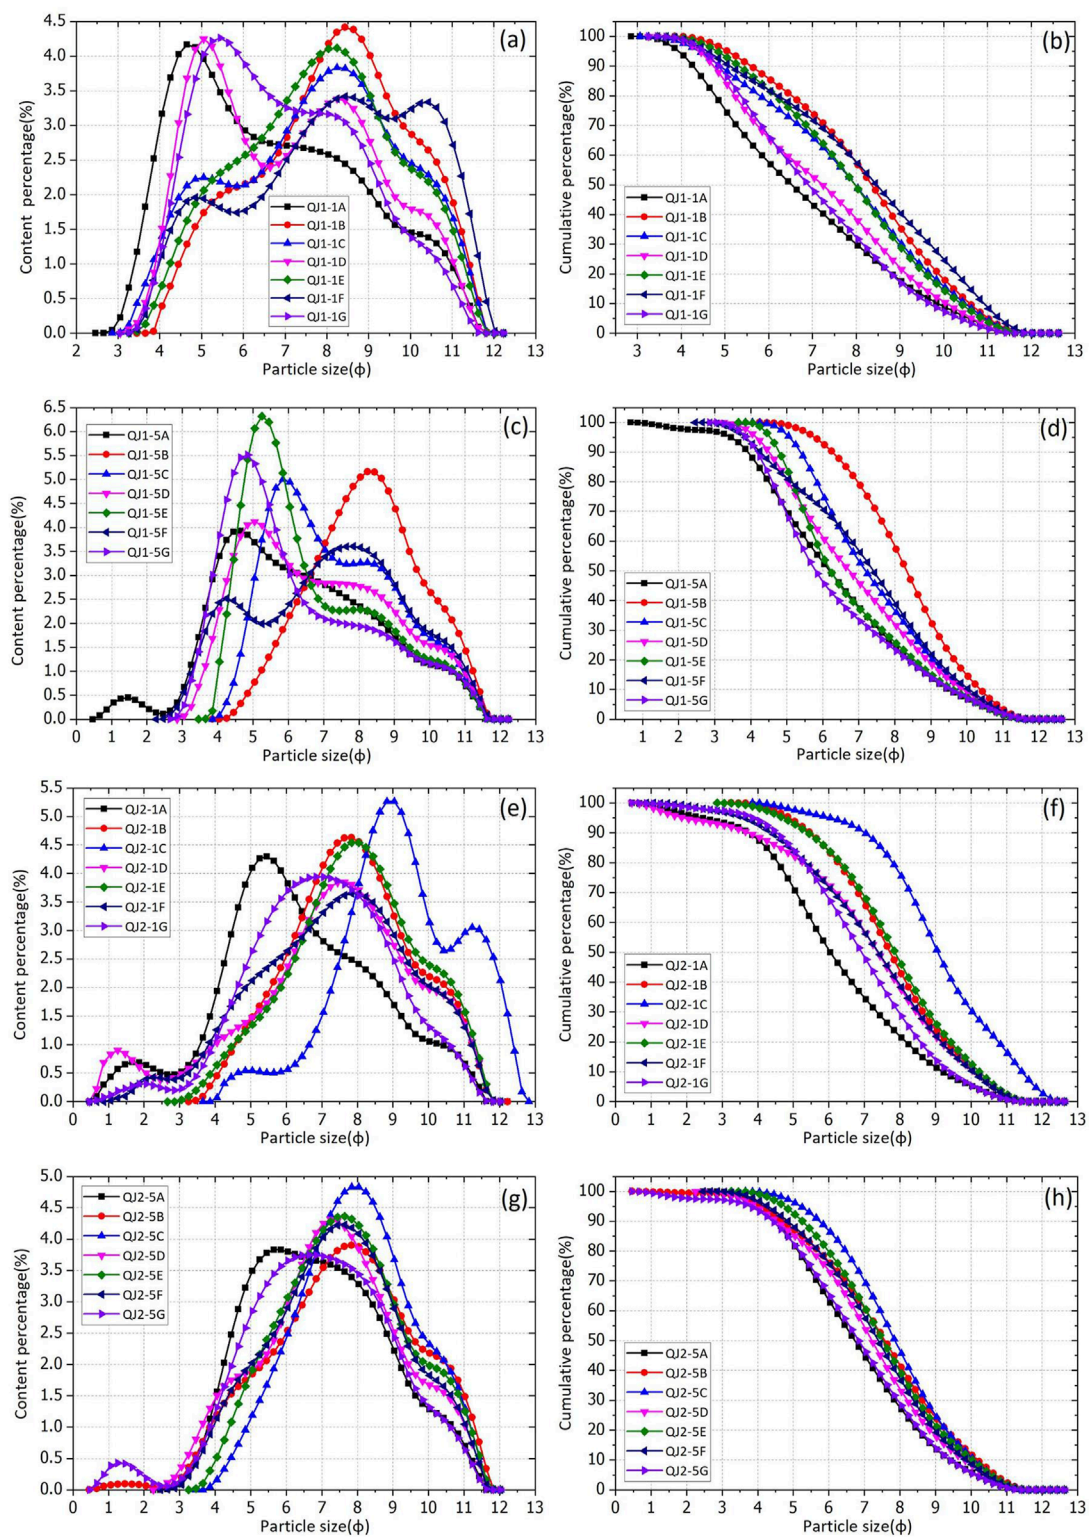 (a)
Content percentage(%)
4.5
4.0
3.5
3.0
2.5
2.0
1.5
1.0
0.5
0.0
QJ1-1A
QJ1-1B
QJ1-1C
QJ1-1D
QJ1-1E
QJ1-1F
QJ1-1G
2 3 4 5 6 7 8 9 10 11 12 13
Particle size(ϕ)
(b)
Cumulative percentage(%)
100
90
80
70
60
50
40
30
20
10
0
QJ1-1A
QJ1-1B
QJ1-1C
QJ1-1D
QJ1-1E
QJ1-1F
QJ1-1G
3 4 5 6 7 8 9 10 11 12 13
Particle size(ϕ)
(c)
Content percentage(%)
6.5
6.0
5.5
5.0
4.5
4.0
3.5
3.0
2.5
2.0
1.5
1.0
0.5
0.0
QJ1-5A
QJ1-5B
QJ1-5C
QJ1-5D
QJ1-5E
QJ1-5F
QJ1-5G
0 1 2 3 4 5 6 7 8 9 10 11 12 13
Particle size(ϕ)
(d)
Cumulative percentage(%)
100
90
80
70
60
50
40
30
20
10
0
QJ1-5A
QJ1-5B
QJ1-5C
QJ1-5D
QJ1-5E
QJ1-5F
QJ1-5G
1 2 3 4 5 6 7 8 9 10 11 12 13
Particle size(ϕ)
(e)
Content percentage(%)
5.5
5.0
4.5
4.0
3.5
3.0
2.5
2.0
1.5
1.0
0.5
0.0
QJ2-1A
QJ2-1B
QJ2-1C
QJ2-1D
QJ2-1E
QJ2-1F
QJ2-1G
0 1 2 3 4 5 6 7 8 9 10 11 12 13
Particle size(ϕ)
(f)
Cumulative percentage(%)
100
90
80
70
60
50
40
30
20
10
0
QJ2-1A
QJ2-1B
QJ2-1C
QJ2-1D
QJ2-1E
QJ2-1F
QJ2-1G
0 1 2 3 4 5 6 7 8 9 10 11 12 13
Particle size(ϕ)
(g)
Content percentage(%)
5.0
4.5
4.0
3.5
3.0
2.5
2.0
1.5
1.0
0.5
0.0
QJ2-5A
QJ2-5B
QJ2-5C
QJ2-5D
QJ2-5E
QJ2-5F
QJ2-5G
0 1 2 3 4 5 6 7 8 9 10 11 12 13
Particle size(ϕ)
(h)
Cumulative percentage(%)
100
90
80
70
60
50
40
30
20
10
0
QJ2-5A
QJ2-5B
QJ2-5C
QJ2-5D
QJ2-5E
QJ2-5F
QJ2-5G
0 1 2 3 4 5 6 7 8 9 10 11 12 13
Particle size(ϕ)